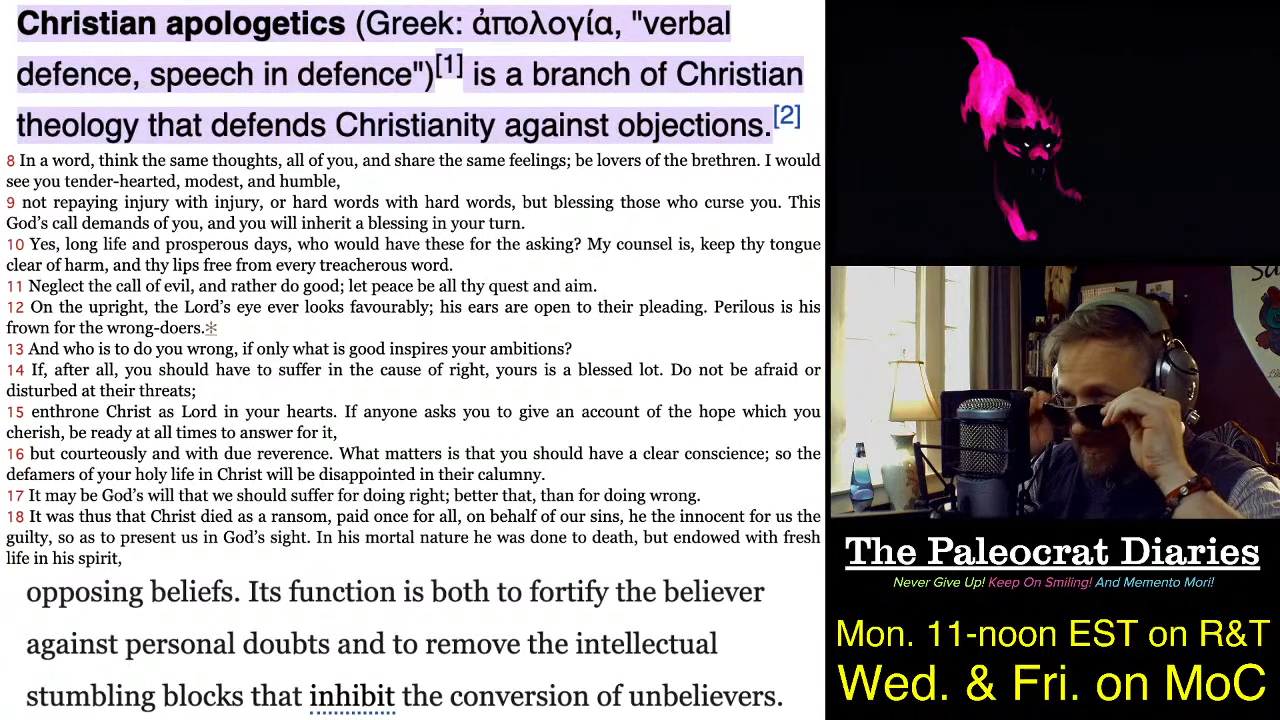 Christian apologetics (Greek: ἀπολογία, "verbal
defence, speech in defence")[1] is a branch of Christian
theology that defends Christianity against objections.[2]
8 In a word, think the same thoughts, all of you, and share the same feelings; be lovers of the brethren. I would
see you tender-hearted, modest, and humble,
9 not repaying injury with injury, or hard words with hard words, but blessing those who curse you. This
God’s call demands of you, and you will inherit a blessing in your turn.
10 Yes, long life and prosperous days, who would have these for the asking? My counsel is, keep thy tongue
clear of harm, and thy lips free from every treacherous word.
11 Neglect the call of evil, and rather do good; let peace be all thy quest and aim.
12 On the upright, the Lord’s eye ever looks favourably; his ears are open to their pleading. Perilous is his
frown for the wrong-doers.*
13 And who is to do you wrong, if only what is good inspires your ambitions?
14 If, after all, you should have to suffer in the cause of right, yours is a blessed lot. Do not be afraid or
disturbed at their threats;
15 enthrone Christ as Lord in your hearts. If anyone asks you to give an account of the hope which you
cherish, be ready at all times to answer for it,
16 but courteously and with due reverence. What matters is that you should have a clear conscience; so the
defamers of your holy life in Christ will be disappointed in their calumny.
17 It may be God’s will that we should suffer for doing right; better that, than for doing wrong.
18 It was thus that Christ died as a ransom, paid once for all, on behalf of our sins, he the innocent for us the
guilty, so as to present us in God’s sight. In his mortal nature he was done to death, but endowed with fresh
life in his spirit,
opposing beliefs. Its function is both to fortify the believer
against personal doubts and to remove the intellectual
stumbling blocks that inhibit the conversion of unbelievers.
The Paleocrat Diaries
Never Give Up! Keep On Smiling! And Memento Mori!
Mon. 11-noon EST on R&T
Wed. & Fri. on MoC